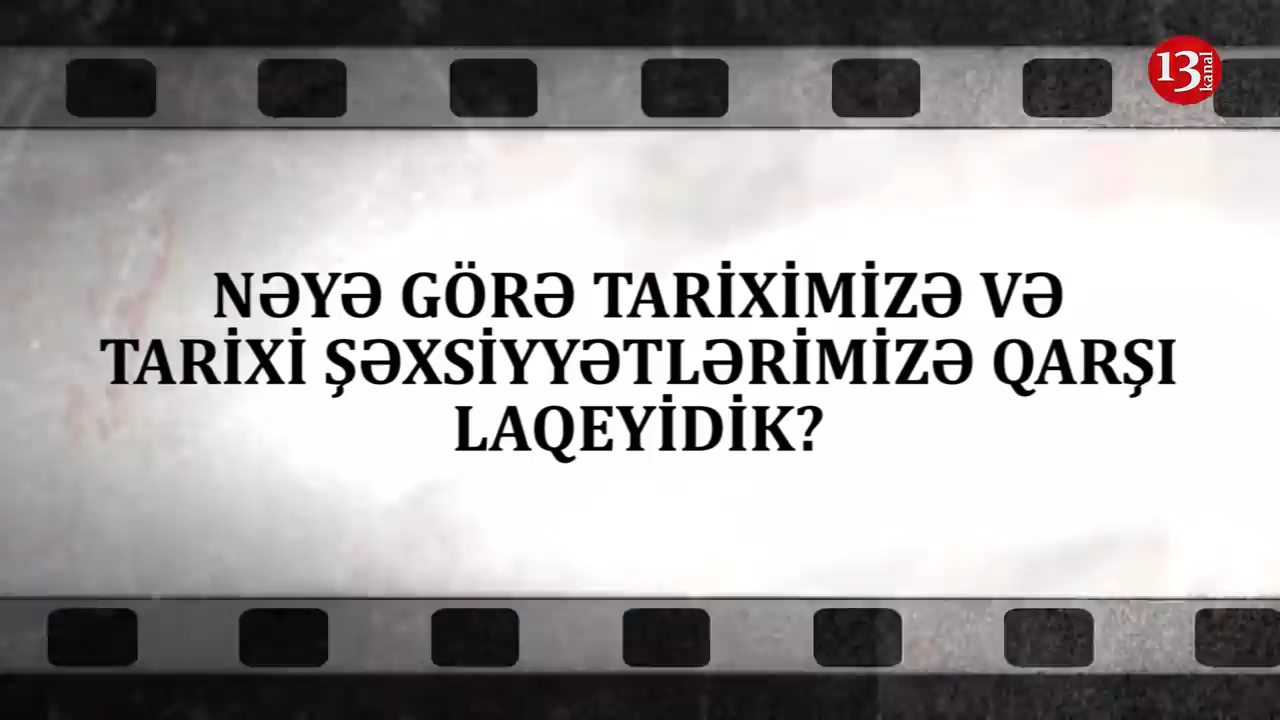 13 kanal
NƏYƏ GÖRƏ TARİXİMİZƏ VƏ
TARİXİ ŞƏXSİYYƏTLƏRİMİZƏ QARŞI
LAQEYİDİK?